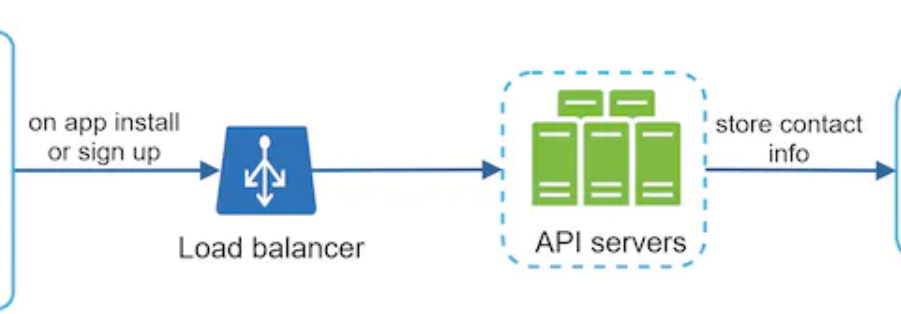 on app install
or sign up
Load balancer
API servers
store contact
info